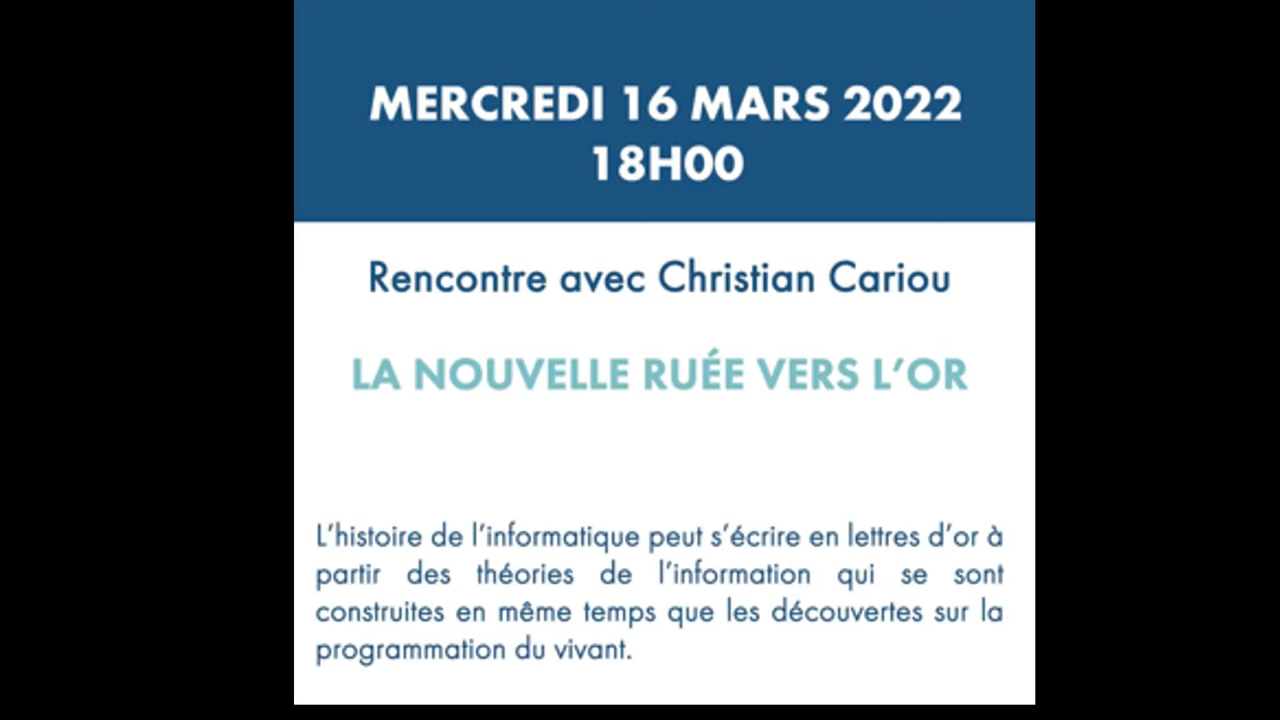 MERCREDI 16 MARS 2022
18H00
Rencontre avec Christian Cariou
LA NOUVELLE RUÉE VERS L’OR
L’histoire de l’informatique peut s’écrire en lettres d’or à
partir des théories de l’information qui se sont
construites en même temps que les découvertes sur la
programmation du vivant.